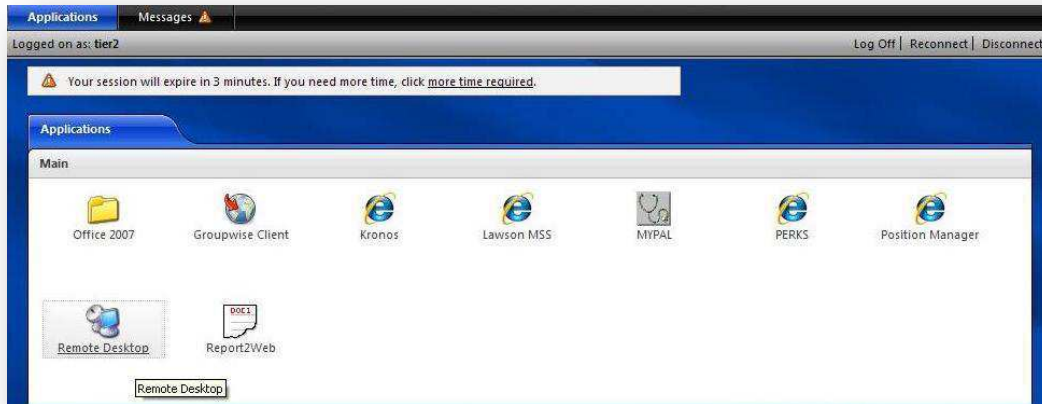 Applications Messages
Logged on as: tier2 Log Off | Reconnect | Disconnect
Your session will expire in 3 minutes. If you need more time, click more time required.
Applications
Main
Office 2007 Groupwise Client Kronos Lawson MSS MYPAL PERKS Position Manager
DOC1
Remote Desktop Report2Web
Remote Desktop